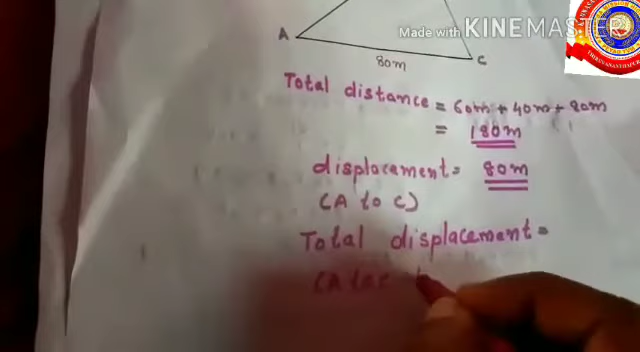 Made with KINEMASTER
A
80m
C
Total distance = 60m + 40m + 80m
= 180m
displacement = 80m
(A to C)
Total displacement =